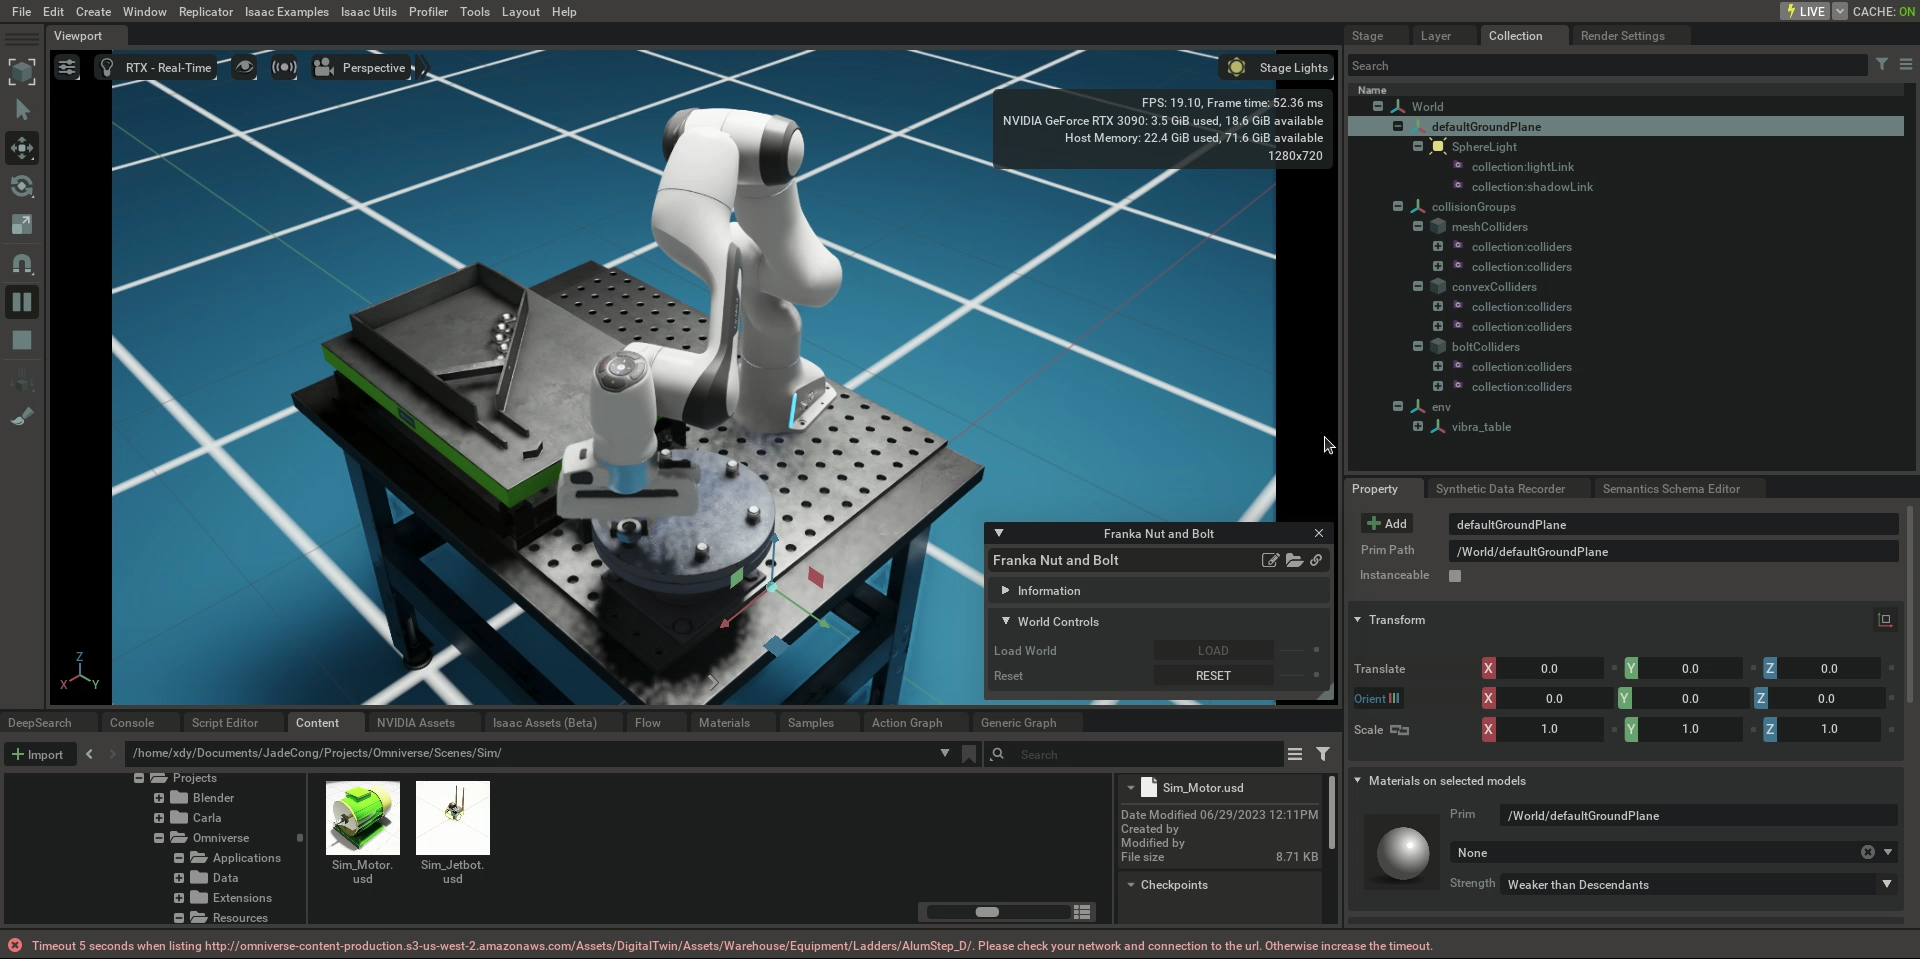 File Edit Create Window Replicator Isaac Examples Isaac Utils Profiler Tools Layout Help
LIVE CACHE: ON
Viewport
RTX - Real-Time
Perspective
Stage Lights
FPS: 19.10, Frame time: 52.36 ms
NVIDIA GeForce RTX 3090: 3.5 GiB used, 18.6 GiB available
Host Memory: 22.4 GiB used, 71.6 GiB available
1280x720
Z
X Y
Franka Nut and Bolt
Franka Nut and Bolt
Information
World Controls
Load World LOAD
Reset RESET
Stage Layer Collection Render Settings
Search
Name
World
defaultGroundPlane
SphereLight
collection:lightLink
collection:shadowLink
collisionGroups
meshColliders
collection:colliders
collection:colliders
convexColliders
collection:colliders
collection:colliders
boltColliders
collection:colliders
collection:colliders
env
vibra_table
Property Synthetic Data Recorder Semantics Schema Editor
Add defaultGroundPlane
Prim Path /World/defaultGroundPlane
Instanceable
Transform
Translate X 0.0 Y 0.0 Z 0.0
Orient X 0.0 Y 0.0 Z 0.0
Scale X 1.0 Y 1.0 Z 1.0
Materials on selected models
Prim /World/defaultGroundPlane
None
Strength Weaker than Descendants
DeepSearch Console Script Editor Content NVIDIA Assets Isaac Assets (Beta) Flow Materials Samples Action Graph Generic Graph
Import /home/xdy/Documents/JadeCong/Projects/Omniverse/Scenes/Sim/ Search
Projects
Blender
Carla
Omniverse
Applications
Data
Extensions
Resources
Sim_Motor.
usd
Sim_Jetbot.
usd
Sim_Motor.usd
Date Modified 06/29/2023 12:11PM
Created by
Modified by
File size 8.71 KB
Checkpoints
Timeout 5 seconds when listing http://omniverse-content-production.s3-us-west-2.amazonaws.com/Assets/DigitalTwin/Assets/Warehouse/Equipment/Ladders/AlumStep_D/. Please check your network and connection to the url. Otherwise increase the timeout.